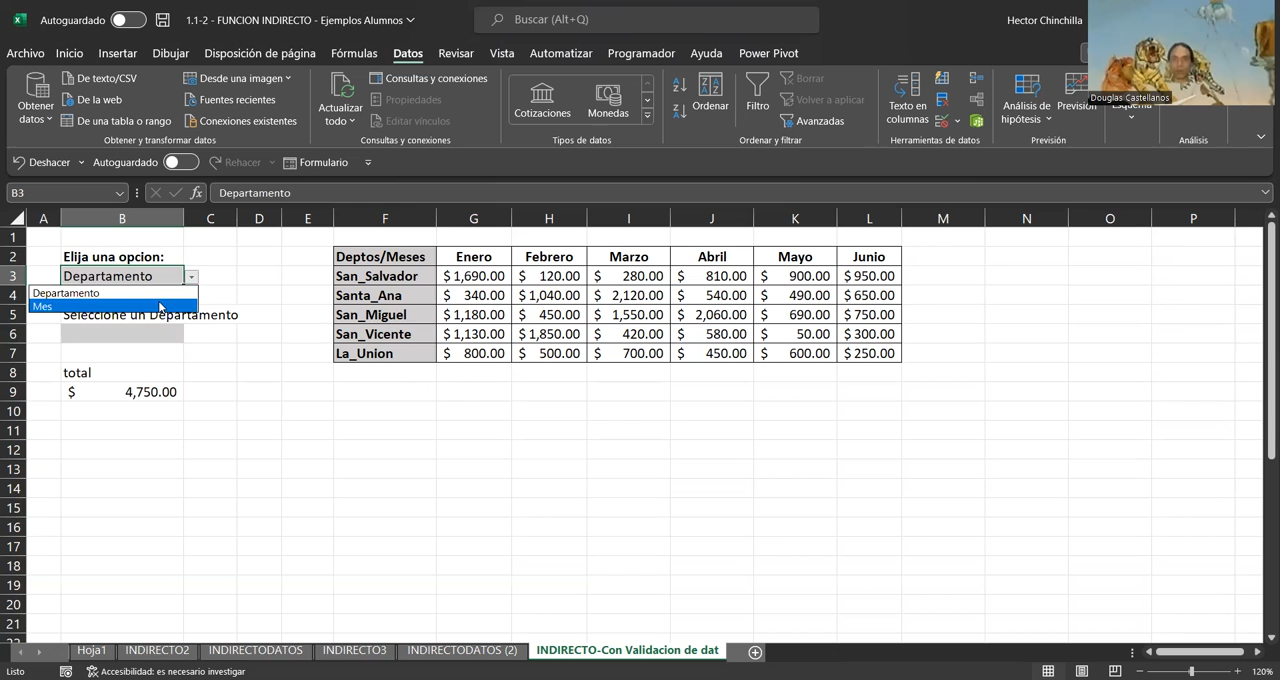 Autoguardado
1.1-2 - FUNCION INDIRECTO - Ejemplos Alumnos
Buscar (Alt+Q)
Hector Chinchilla
Douglas Castellanos
Archivo Inicio Insertar Dibujar Disposición de página Fórmulas Datos Revisar Vista Automatizar Programador Ayuda Power Pivot
Obtener datos
De texto/CSV
De la web
De una tabla o rango
Desde una imagen
Fuentes recientes
Conexiones existentes
Obtener y transformar datos
Actualizar todo
Consultas y conexiones
Propiedades
Editar vínculos
Consultas y conexiones
Cotizaciones
Monedas
Tipos de datos
Ordenar
Filtro
Borrar
Volver a aplicar
Avanzadas
Ordenar y filtrar
Texto en columnas
Herramientas de datos
Análisis de hipótesis
Previsión
Previsión
Esquema
Análisis
Deshacer Autoguardado Rehacer Formulario
B3 fx Departamento
A B C D E F G H I J K L M N O P
1
2 Elija una opcion: Deptos/Meses Enero Febrero Marzo Abril Mayo Junio
3 Departamento San_Salvador $ 1,690.00 $ 120.00 $ 280.00 $ 810.00 $ 900.00 $ 950.00
Departamento
4 Santa_Ana $ 340.00 $ 1,040.00 $ 2,120.00 $ 540.00 $ 490.00 $ 650.00
Mes
5 Seleccione un Departamento San_Miguel $ 1,180.00 $ 450.00 $ 1,550.00 $ 2,060.00 $ 690.00 $ 750.00
6 San_Vicente $ 1,130.00 $ 1,850.00 $ 420.00 $ 580.00 $ 50.00 $ 300.00
7 La_Union $ 800.00 $ 500.00 $ 700.00 $ 450.00 $ 600.00 $ 250.00
8 total
9 $ 4,750.00
10
11
12
13
14
15
16
17
18
19
20
21
Hoja1 INDIRECTO2 INDIRECTODATOS INDIRECTO3 INDIRECTODATOS (2) INDIRECTO-Con Validacion de dat
Listo Accesibilidad: es necesario investigar 120%